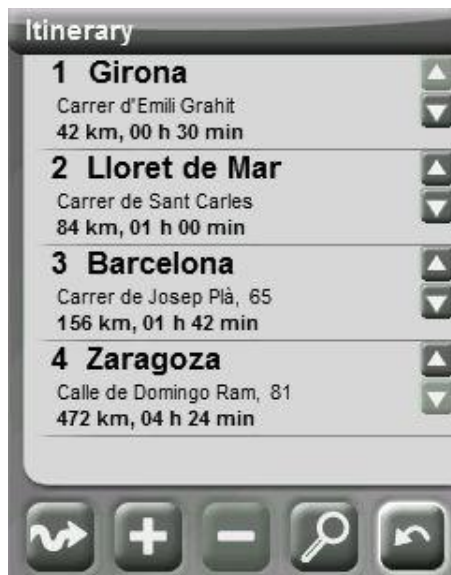 Itinerary
1 Girona
Carrer d'Emili Grahit
42 km, 00 h 30 min
2 Lloret de Mar
Carrer de Sant Carles
84 km, 01 h 00 min
3 Barcelona
Carrer de Josep Plà, 65
156 km, 01 h 42 min
4 Zaragoza
Calle de Domingo Ram, 81
472 km, 04 h 24 min